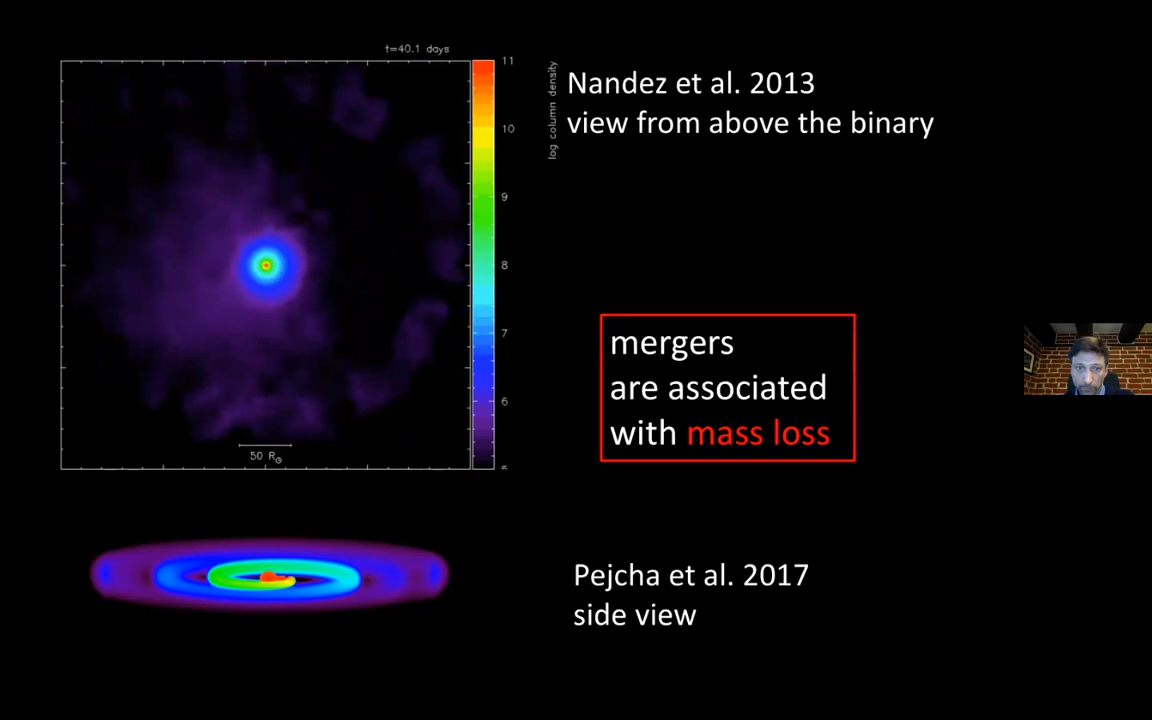 t=40.1 days
11
10
9
8
7
6
5
log column density
50 R⊙
Nandez et al. 2013
view from above the binary
mergers
are associated
with mass loss
Pejcha et al. 2017
side view